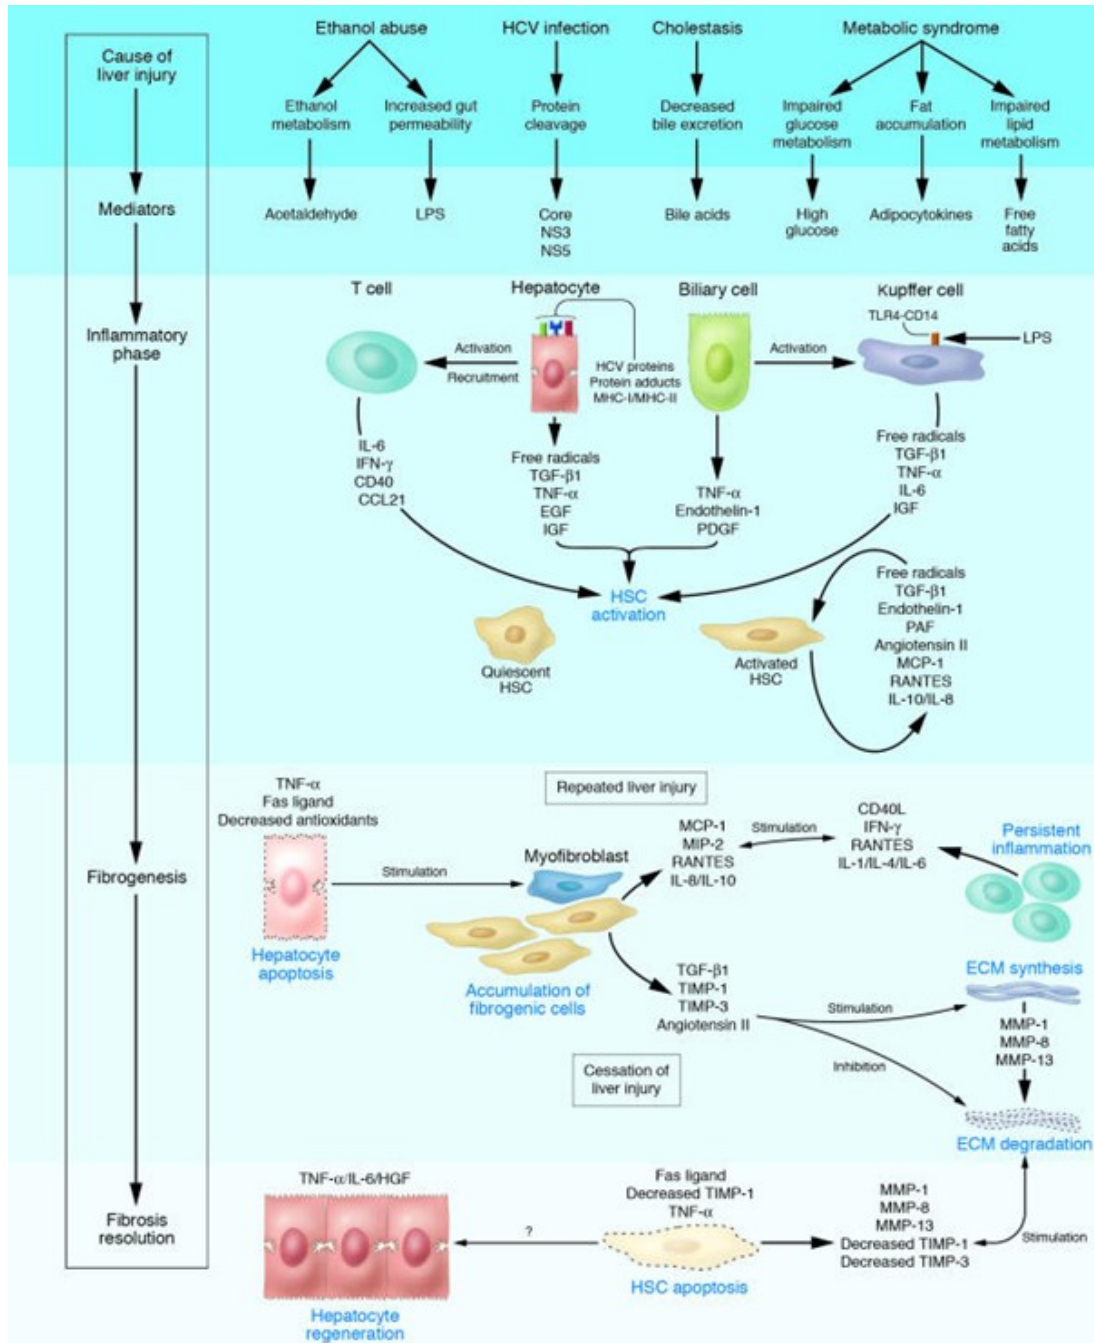 Ethanol abuse
HCV infection
Cholestasis
Metabolic syndrome
Cause of
liver injury
Ethanol
metabolism
Increased gut
permeability
Protein
cleavage
Decreased
bile excretion
Impaired
glucose
metabolism
Fat
accumulation
Impaired
lipid
metabolism
Mediators
Acetaldehyde
LPS
Core
NS3
NS5
Bile acids
High
glucose
Adipocytokines
Free
fatty
acids
Inflammatory
phase
T cell
Hepatocyte
Biliary cell
Kupffer cell
TLR4-CD14
LPS
Activation
Recruitment
HCV proteins
Protein adducts
MHC-I/MHC-II
Activation
IL-6
IFN-γ
CD40
CCL21
Free radicals
TGF-β1
TNF-α
EGF
IGF
TNF-α
Endothelin-1
PDGF
Free radicals
TGF-β1
TNF-α
IL-6
IGF
HSC
activation
Quiescent
HSC
Activated
HSC
Free radicals
TGF-β1
Endothelin-1
PAF
Angiotensin II
MCP-1
RANTES
IL-10/IL-8
Fibrogenesis
TNF-α
Fas ligand
Decreased antioxidants
Repeated liver injury
Stimulation
Hepatocyte
apoptosis
Myofibroblast
Accumulation of
fibrogenic cells
MCP-1
MIP-2
RANTES
IL-8/IL-10
Stimulation
CD40L
IFN-γ
RANTES
IL-1/IL-4/IL-6
Persistent
inflammation
TGF-β1
TIMP-1
TIMP-3
Angiotensin II
Stimulation
Inhibition
ECM synthesis
MMP-1
MMP-8
MMP-13
Cessation of
liver injury
ECM degradation
Fibrosis
resolution
TNF-α/IL-6/HGF
Hepatocyte
regeneration
?
Fas ligand
Decreased TIMP-1
TNF-α
HSC apoptosis
MMP-1
MMP-8
MMP-13
Decreased TIMP-1
Decreased TIMP-3
Stimulation